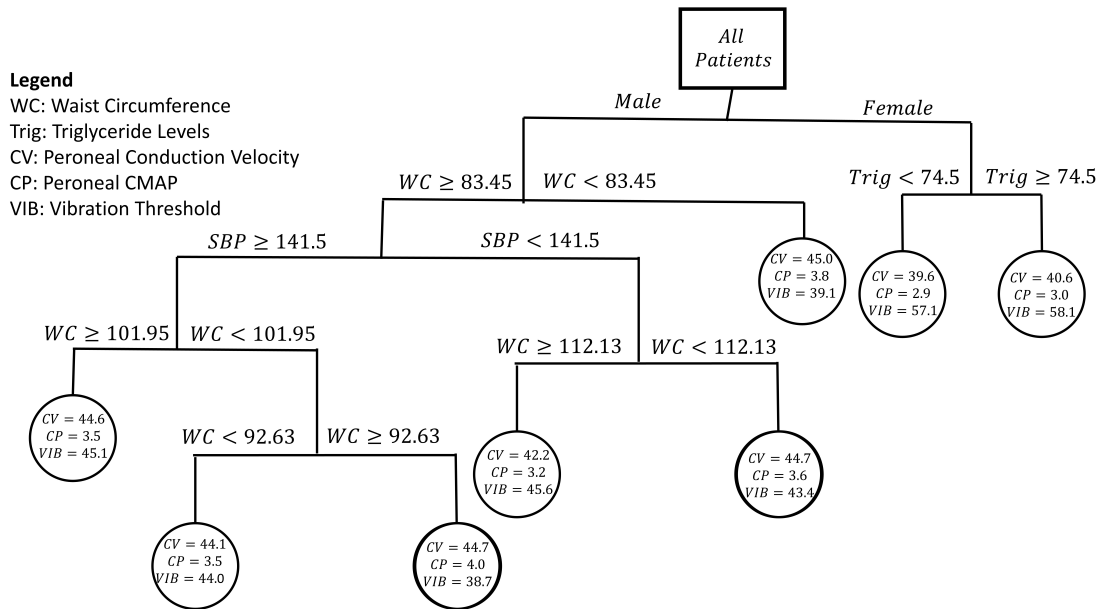 All
Patients
Legend
WC: Waist Circumference
Trig: Triglyceride Levels
CV: Peroneal Conduction Velocity
CP: Peroneal CMAP
VIB: Vibration Threshold
Male
Female
WC ≥ 83.45
WC < 83.45
Trig < 74.5
Trig ≥ 74.5
SBP ≥ 141.5
SBP < 141.5
CV = 45.0
CP = 3.8
VIB = 39.1
CV = 39.6
CP = 2.9
VIB = 57.1
CV = 40.6
CP = 3.0
VIB = 58.1
WC ≥ 101.95
WC < 101.95
WC ≥ 112.13
WC < 112.13
CV = 44.6
CP = 3.5
VIB = 45.1
WC < 92.63
WC ≥ 92.63
CV = 42.2
CP = 3.2
VIB = 45.6
CV = 44.7
CP = 3.6
VIB = 43.4
CV = 44.1
CP = 3.5
VIB = 44.0
CV = 44.7
CP = 4.0
VIB = 38.7